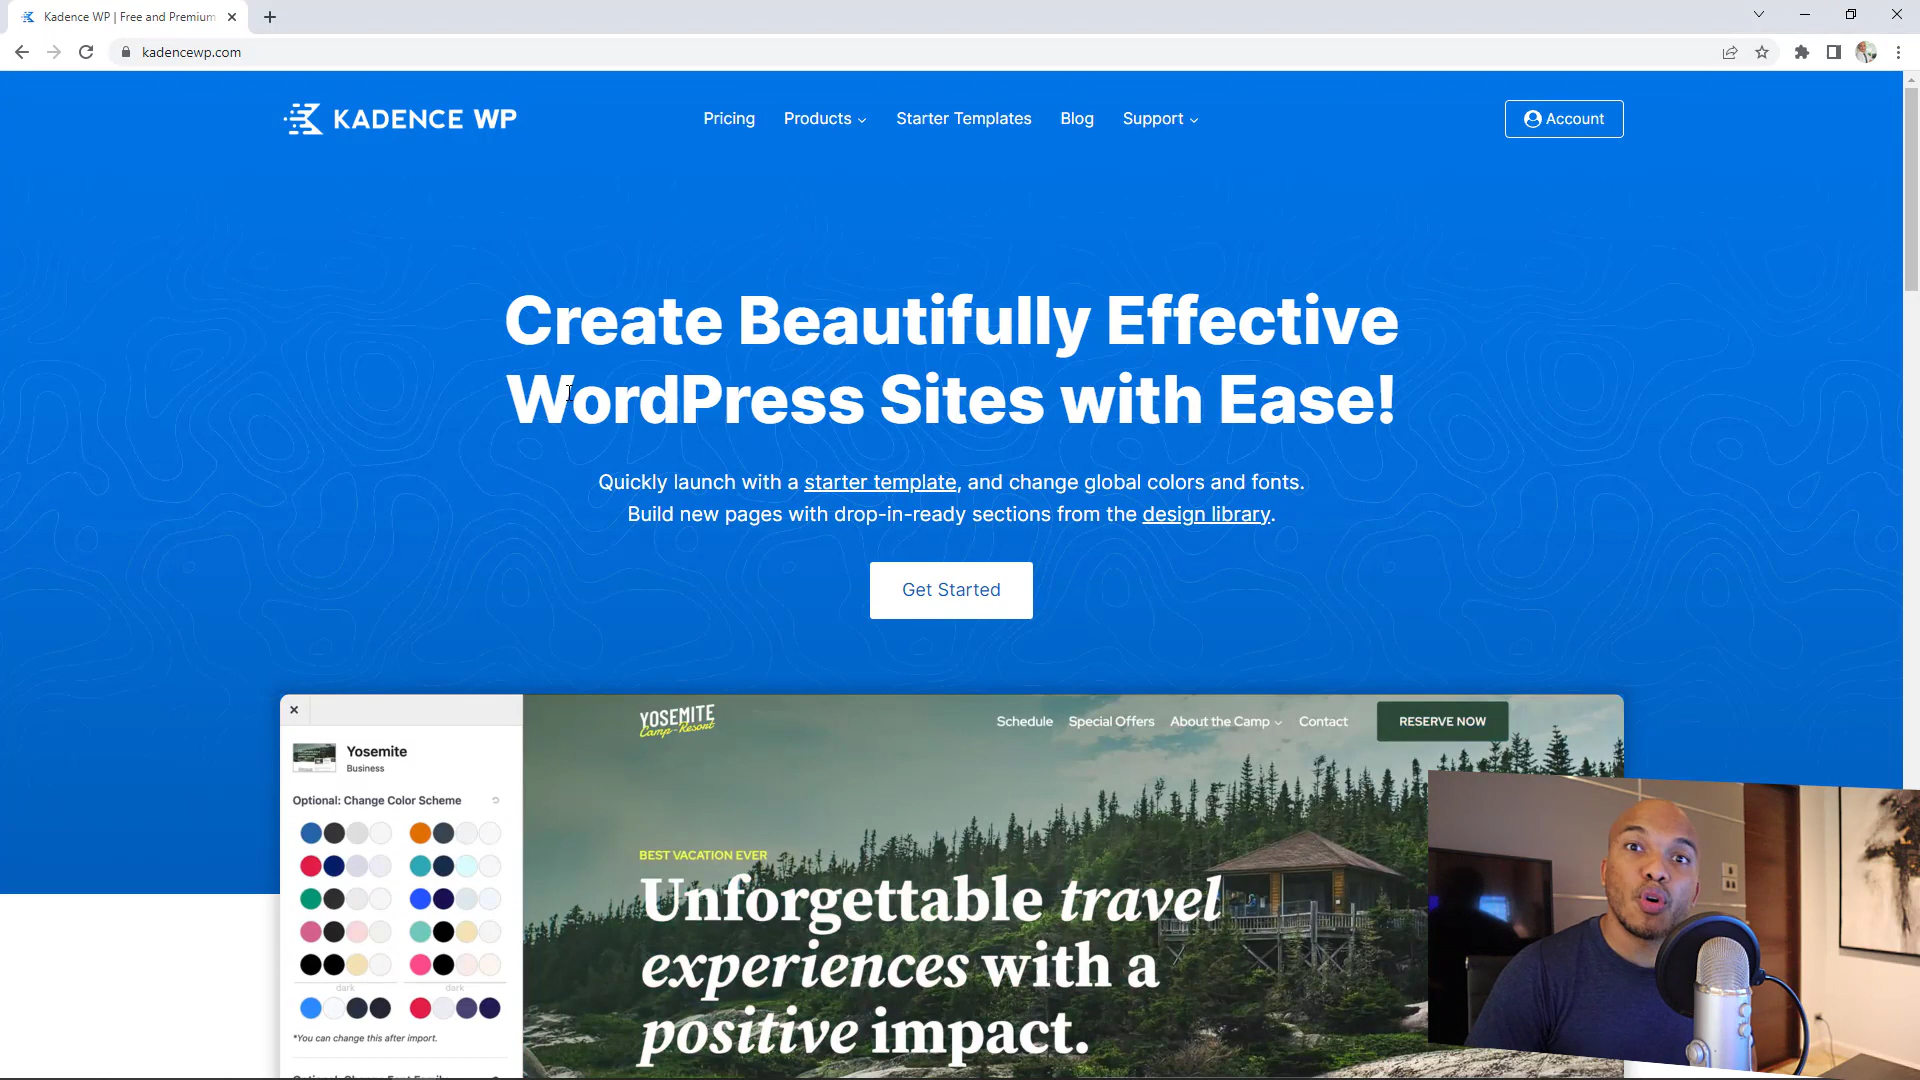 Kadence WP | Free and Premium
kadencewp.com
KADENCE WP
Pricing
Products
Starter Templates
Blog
Support
Account
Create Beautifully Effective
WordPress Sites with Ease!
Quickly launch with a starter template, and change global colors and fonts.
Build new pages with drop-in-ready sections from the design library.
Get Started
Yosemite
Business
Optional: Change Color Scheme
dark
dark
*You can change this after import.
YOSEMITE
Camp-Resort
Schedule
Special Offers
About the Camp
Contact
RESERVE NOW
BEST VACATION EVER
Unforgettable travel
experiences with a
positive impact.